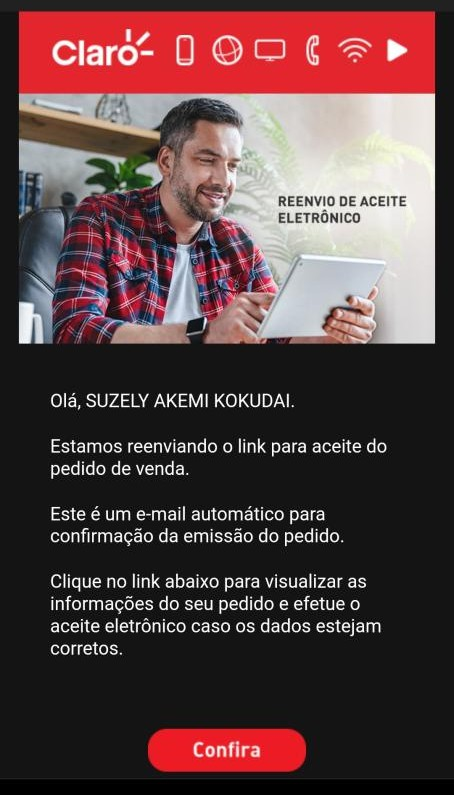 Claro
REENVIO DE ACEITE
ELETRÔNICO
Olá, SUZELY AKEMI KOKUDAI.
Estamos reenviando o link para aceite do
pedido de venda.
Este é um e-mail automático para
confirmação da emissão do pedido.
Clique no link abaixo para visualizar as
informações do seu pedido e efetue o
aceite eletrônico caso os dados estejam
corretos.
Confira